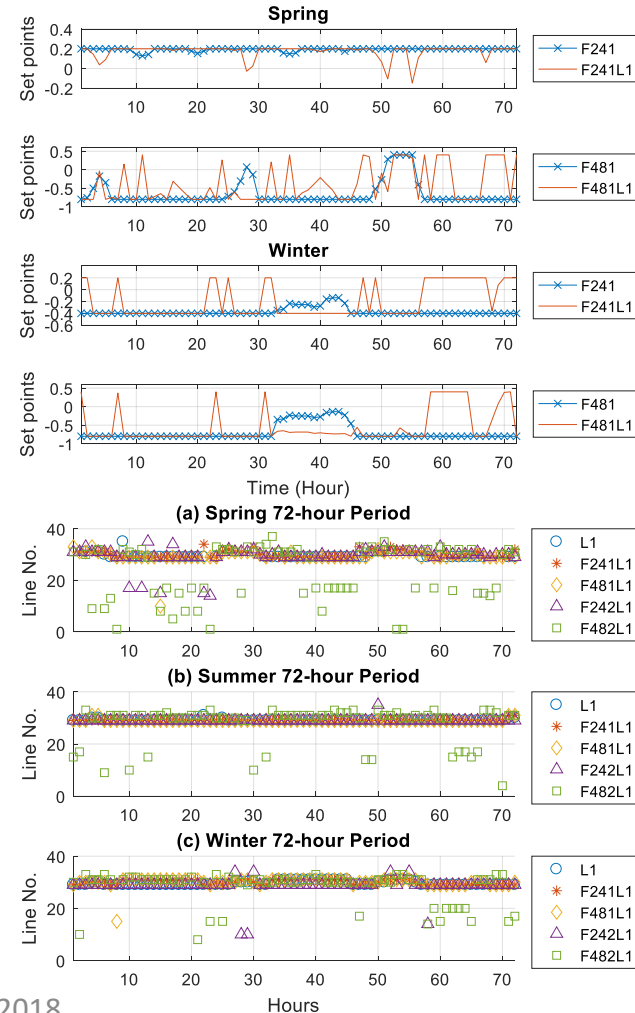 Spring
Set points
0.4
0.2
0
-0.2
10 20 30 40 50 60 70
F241
F241L1
Set points
0.5
0
-0.5
-1
10 20 30 40 50 60 70
F481
F481L1
Winter
Set points
0.2
0
-0.2
-0.4
-0.6
10 20 30 40 50 60 70
F241
F241L1
Set points
0.5
0
-0.5
-1
10 20 30 40 50 60 70
F481
F481L1
Time (Hour)
(a) Spring 72-hour Period
Line No.
40
20
0
10 20 30 40 50 60 70
L1
F241L1
F481L1
F242L1
F482L1
(b) Summer 72-hour Period
Line No.
40
20
0
10 20 30 40 50 60 70
L1
F241L1
F481L1
F242L1
F482L1
(c) Winter 72-hour Period
Line No.
40
20
0
10 20 30 40 50 60 70
L1
F241L1
F481L1
F242L1
F482L1
Hours
2018